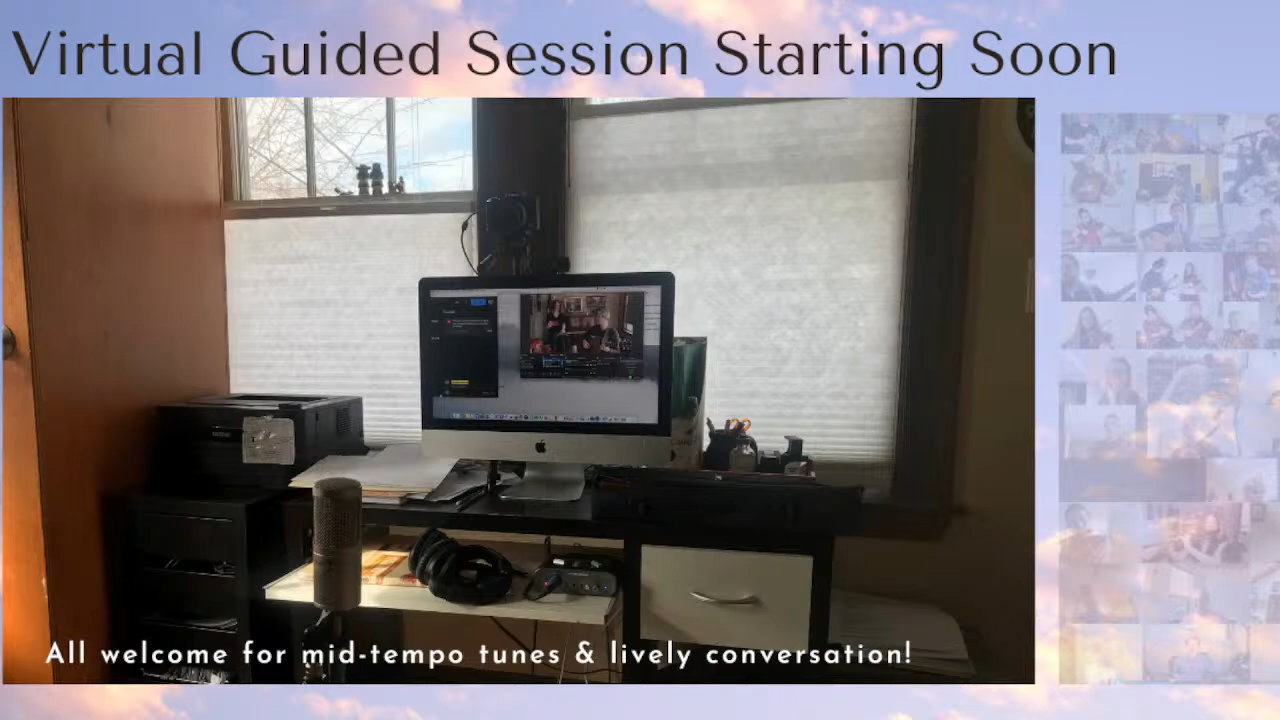 Virtual Guided Session Starting Soon
All welcome for mid-tempo tunes & lively conversation!